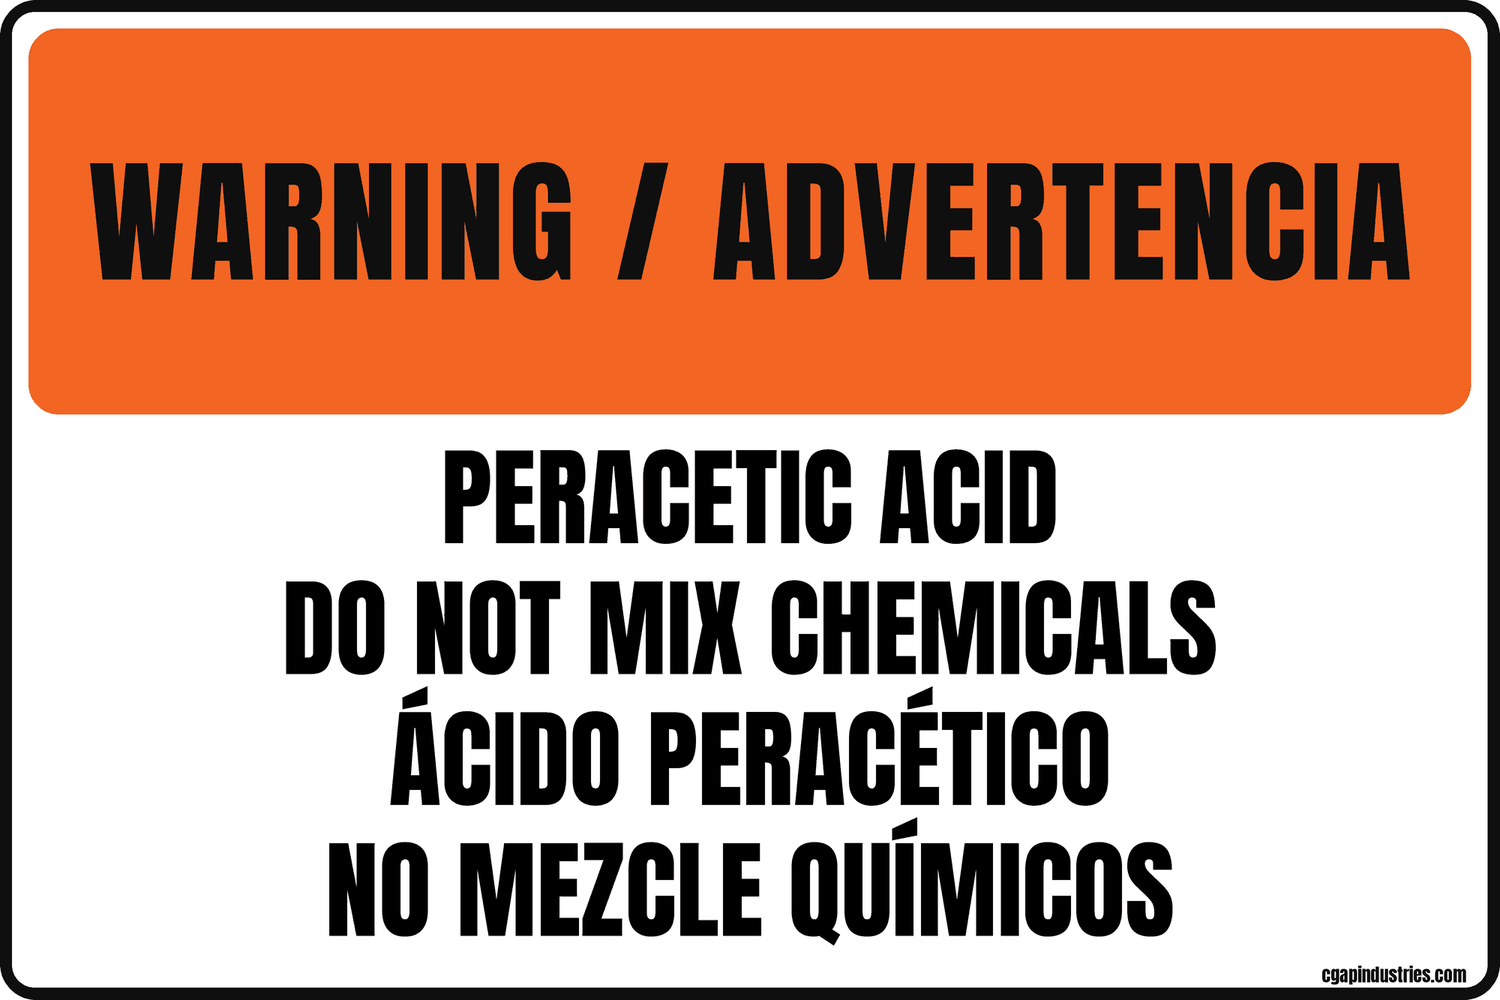 WARNING / ADVERTENCIA
PERACETIC ACID
DO NOT MIX CHEMICALS
ÁCIDO PERACÉTICO
NO MEZCLE QUÍMICOS
cgapindustries.com